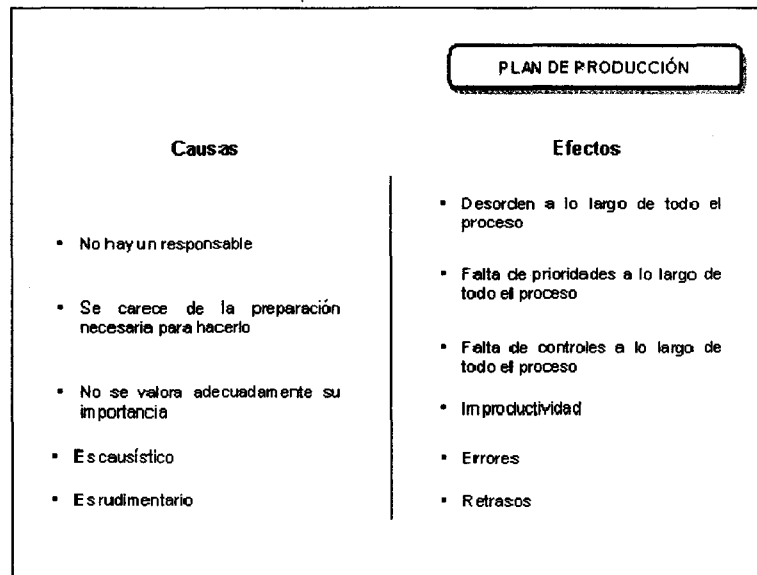 PLAN DE PRODUCCIÓN
Causas
▪ No hay un responsable
▪ Se carece de la preparación
necesaria para hacerlo
▪ No se valora adecuadamente su
importancia
▪ Es causístico
▪ Es rudimentario
Efectos
▪ Desorden a lo largo de todo el
proceso
▪ Falta de prioridades a lo largo de
todo el proceso
▪ Falta de controles a lo largo de
todo el proceso
▪ Improductividad
▪ Errores
▪ Retrasos